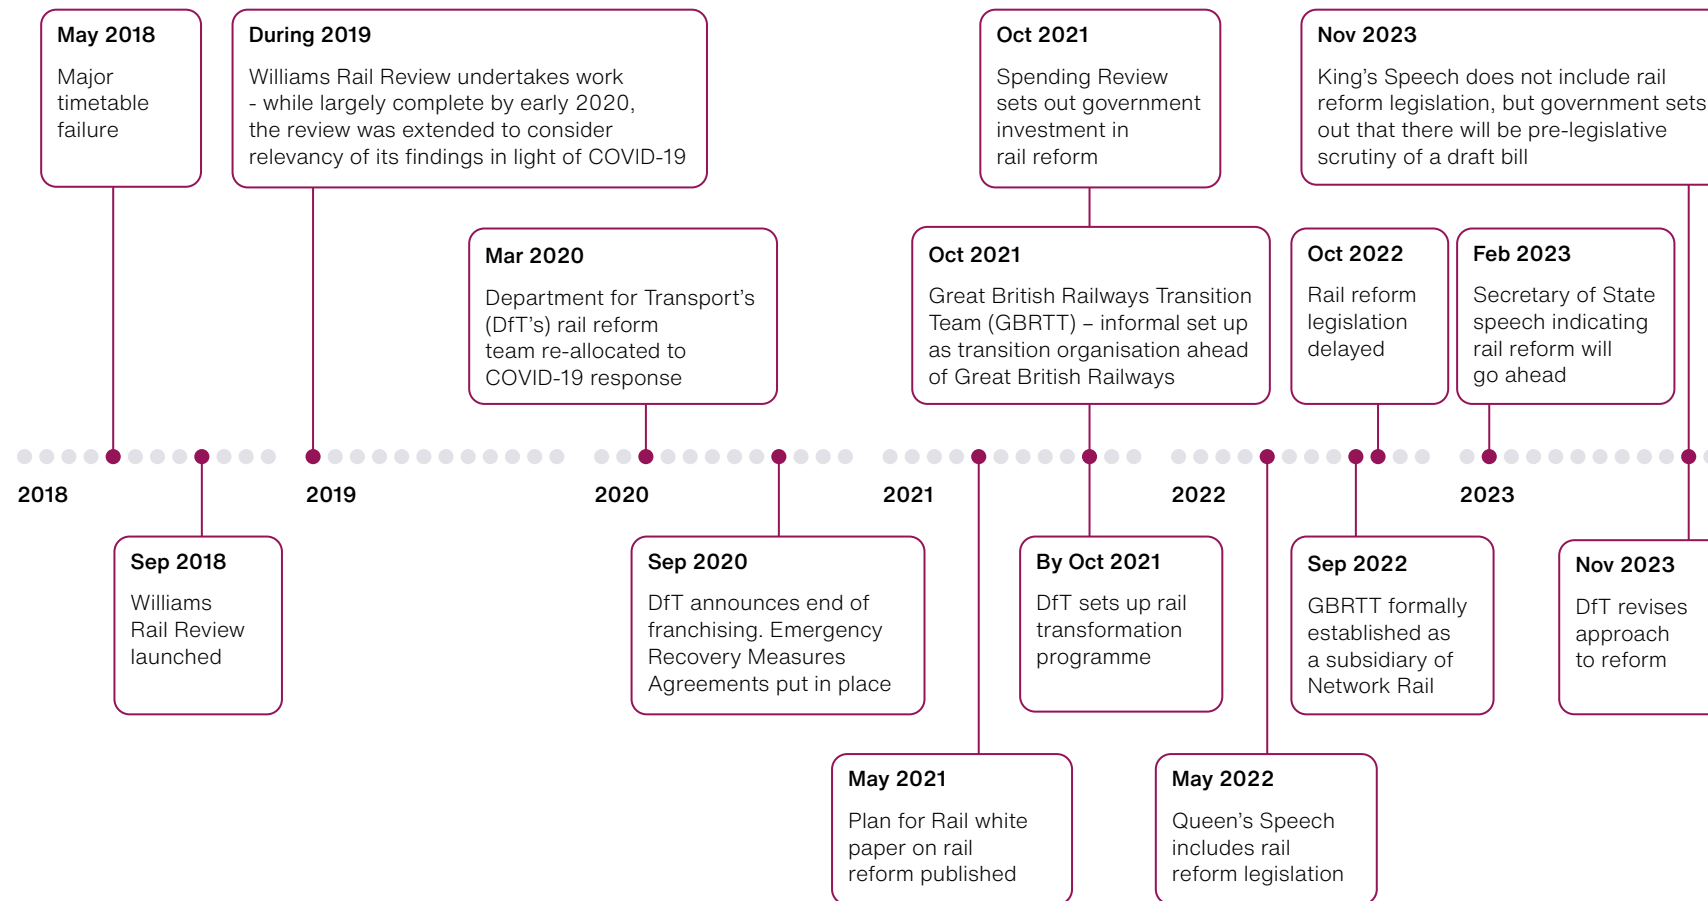 May 2018
Major
timetable
failure
During 2019
Williams Rail Review undertakes work
- while largely complete by early 2020,
the review was extended to consider
relevancy of its findings in light of COVID-19
Oct 2021
Spending Review
sets out government
investment in
rail reform
Nov 2023
King’s Speech does not include rail
reform legislation, but government sets
out that there will be pre-legislative
scrutiny of a draft bill
Mar 2020
Department for Transport’s
(DfT’s) rail reform
team re-allocated to
COVID-19 response
Oct 2021
Great British Railways Transition
Team (GBRTT) – informal set up
as transition organisation ahead
of Great British Railways
Oct 2022
Rail reform
legislation
delayed
Feb 2023
Secretary of State
speech indicating
rail reform will
go ahead
2018
2019
2020
2021
2022
2023
Sep 2018
Williams
Rail Review
launched
Sep 2020
DfT announces end of
franchising. Emergency
Recovery Measures
Agreements put in place
By Oct 2021
DfT sets up rail
transformation
programme
Sep 2022
GBRTT formally
established as
a subsidiary of
Network Rail
Nov 2023
DfT revises
approach
to reform
May 2021
Plan for Rail white
paper on rail
reform published
May 2022
Queen’s Speech
includes rail
reform legislation